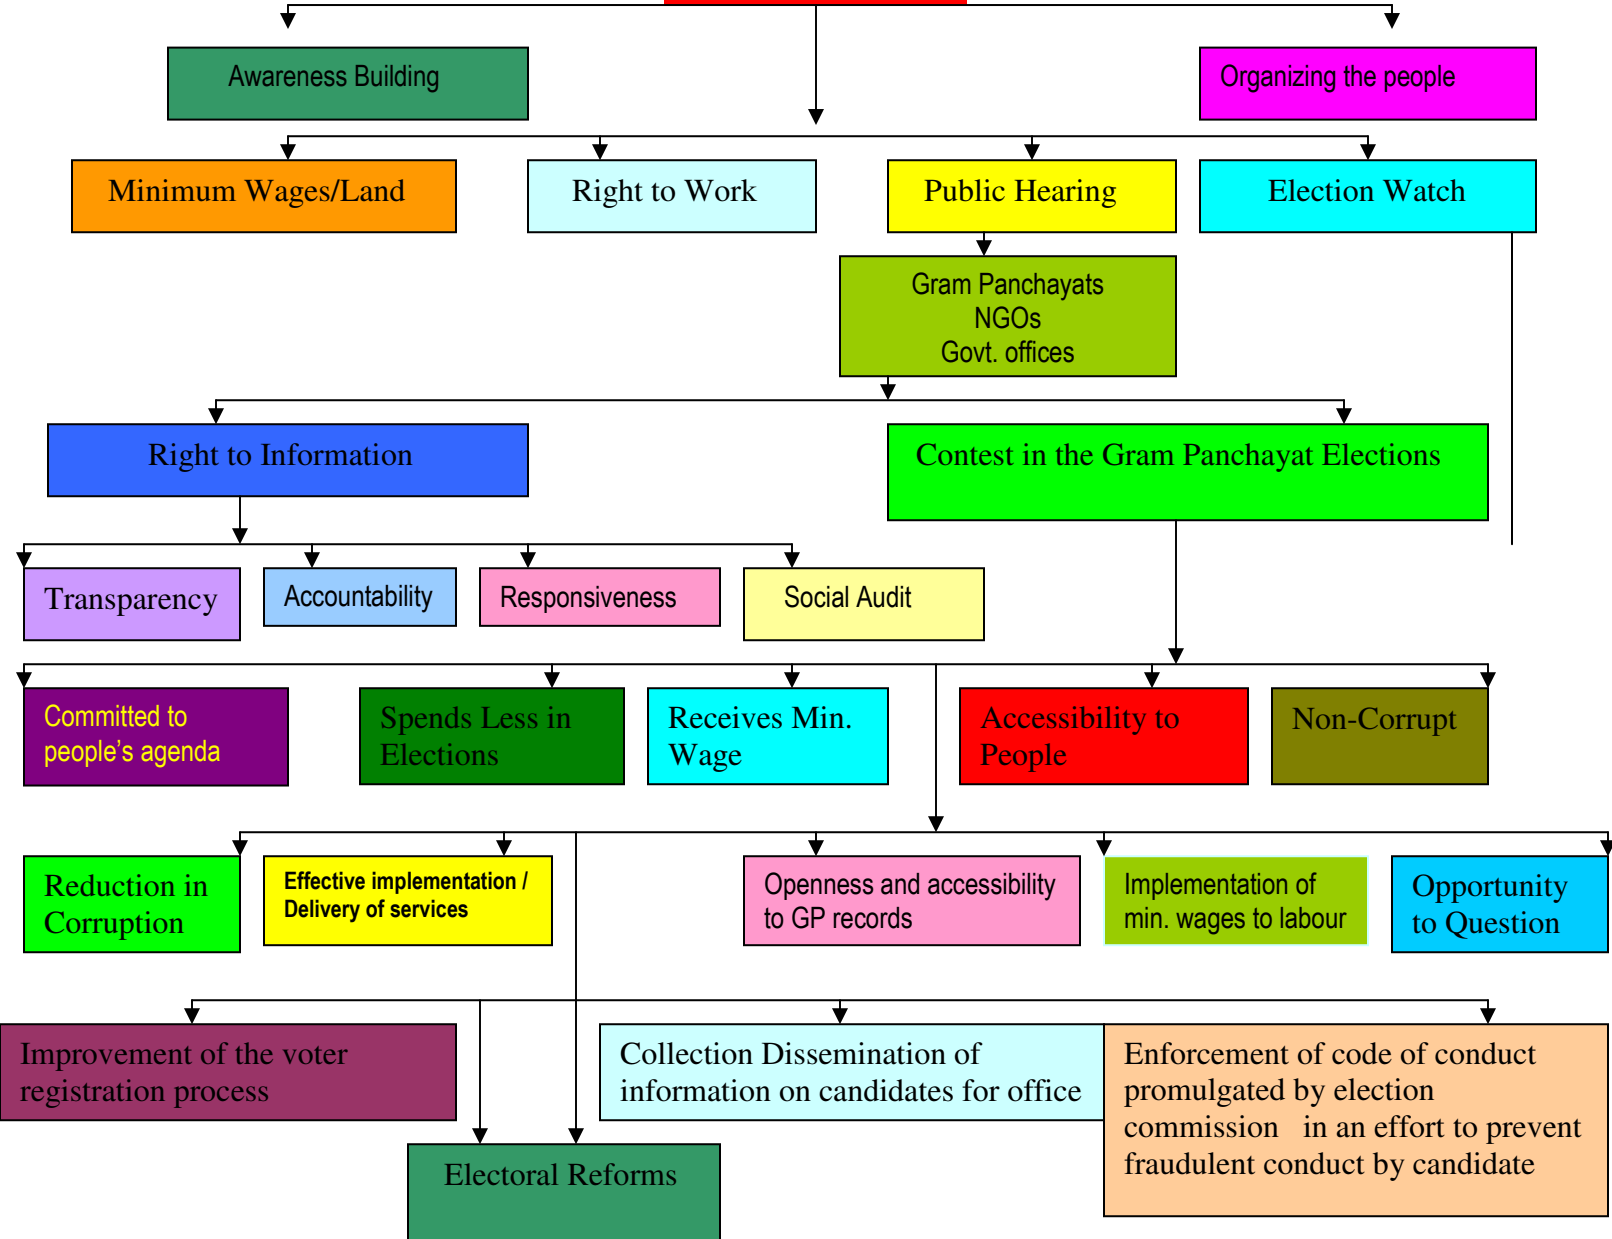 Awareness Building
Organizing the people
Minimum Wages/Land
Right to Work
Public Hearing
Election Watch
Gram Panchayats
NGOs
Govt. offices
Right to Information
Contest in the Gram Panchayat Elections
Transparency
Accountability
Responsiveness
Social Audit
Committed to
people’s agenda
Spends Less in
Elections
Receives Min.
Wage
Accessibility to
People
Non-Corrupt
Reduction in
Corruption
Effective implementation /
Delivery of services
Openness and accessibility
to GP records
Implementation of
min. wages to labour
Opportunity
to Question
Improvement of the voter
registration process
Collection Dissemination of
information on candidates for office
Enforcement of code of conduct
promulgated by election
commission in an effort to prevent
fraudulent conduct by candidate
Electoral Reforms